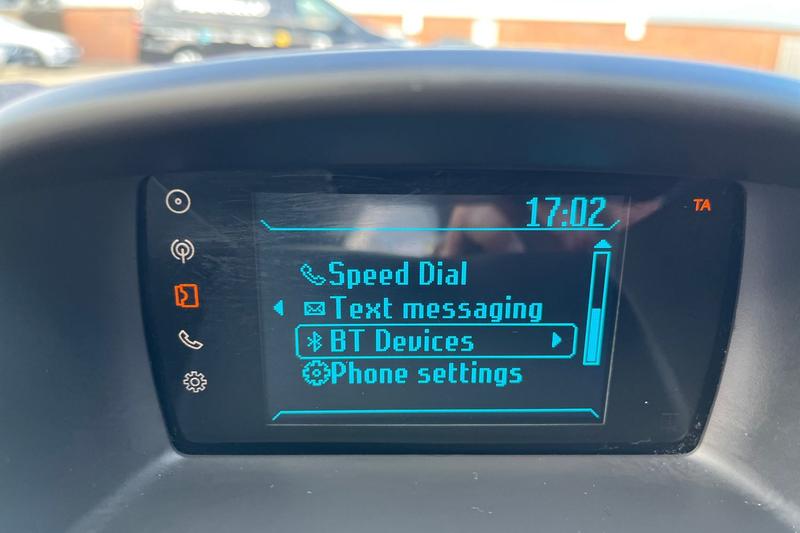 17:02
TA
Speed Dial
Text messaging
BT Devices
Phone settings